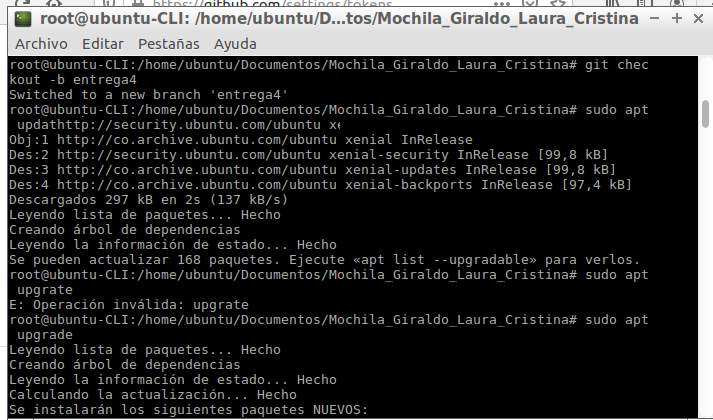 https://github.com/settings/tokens
root@ubuntu-CLI: /home/ubuntu/D...tos/Mochila_Giraldo_Laura_Cristina
Archivo Editar Pestañas Ayuda
root@ubuntu-CLI:/home/ubuntu/Documentos/Mochila_Giraldo_Laura_Cristina# git chec
kout -b entrega4
Switched to a new branch 'entrega4'
root@ubuntu-CLI:/home/ubuntu/Documentos/Mochila_Giraldo_Laura_Cristina# sudo apt
updathttp://security.ubuntu.com/ubuntu xe
Obj:1 http://co.archive.ubuntu.com/ubuntu xenial InRelease
Des:2 http://security.ubuntu.com/ubuntu xenial-security InRelease [99,8 kB]
Des:3 http://co.archive.ubuntu.com/ubuntu xenial-updates InRelease [99,8 kB]
Des:4 http://co.archive.ubuntu.com/ubuntu xenial-backports InRelease [97,4 kB]
Descargados 297 kB en 2s (137 kB/s)
Leyendo lista de paquetes... Hecho
Creando árbol de dependencias
Leyendo la información de estado... Hecho
Se pueden actualizar 168 paquetes. Ejecute «apt list --upgradable» para verlos.
root@ubuntu-CLI:/home/ubuntu/Documentos/Mochila_Giraldo_Laura_Cristina# sudo apt
upgrate
E: Operación inválida: upgrate
root@ubuntu-CLI:/home/ubuntu/Documentos/Mochila_Giraldo_Laura_Cristina# sudo apt
upgrade
Leyendo lista de paquetes... Hecho
Creando árbol de dependencias
Leyendo la información de estado... Hecho
Calculando la actualización... Hecho
Se instalarán los siguientes paquetes NUEVOS: